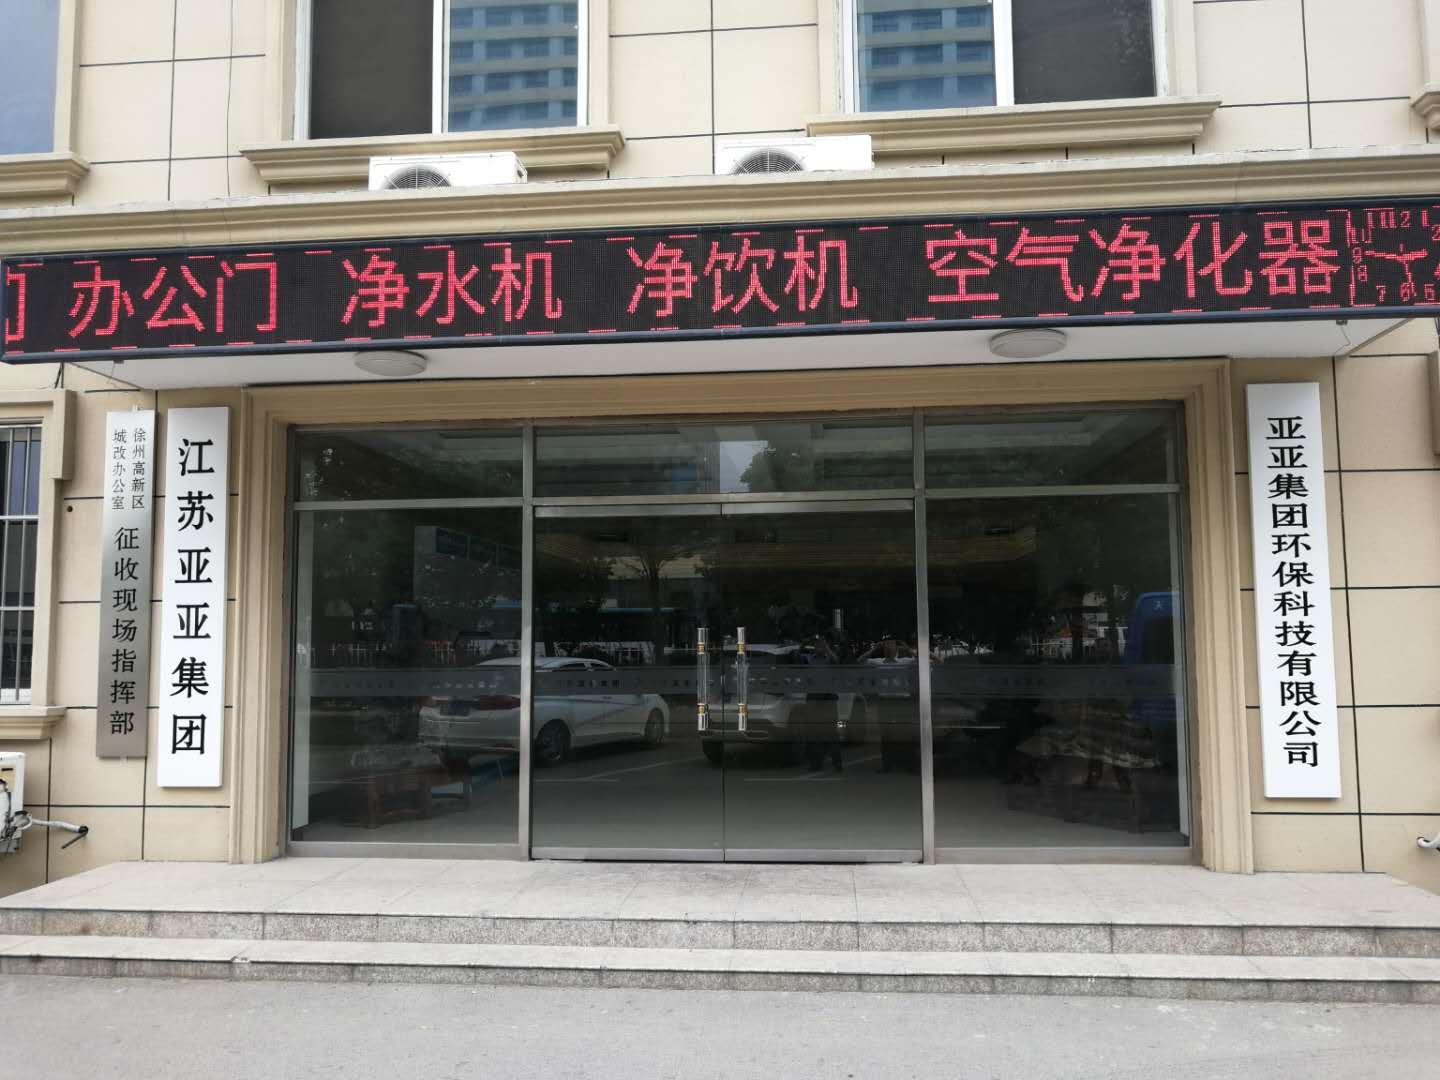 办公门 净水机 净饮机 空气净化器
徐州高新区
城改办公室
征收现场指挥部
江苏亚亚集团
亚亚集团环保科技有限公司